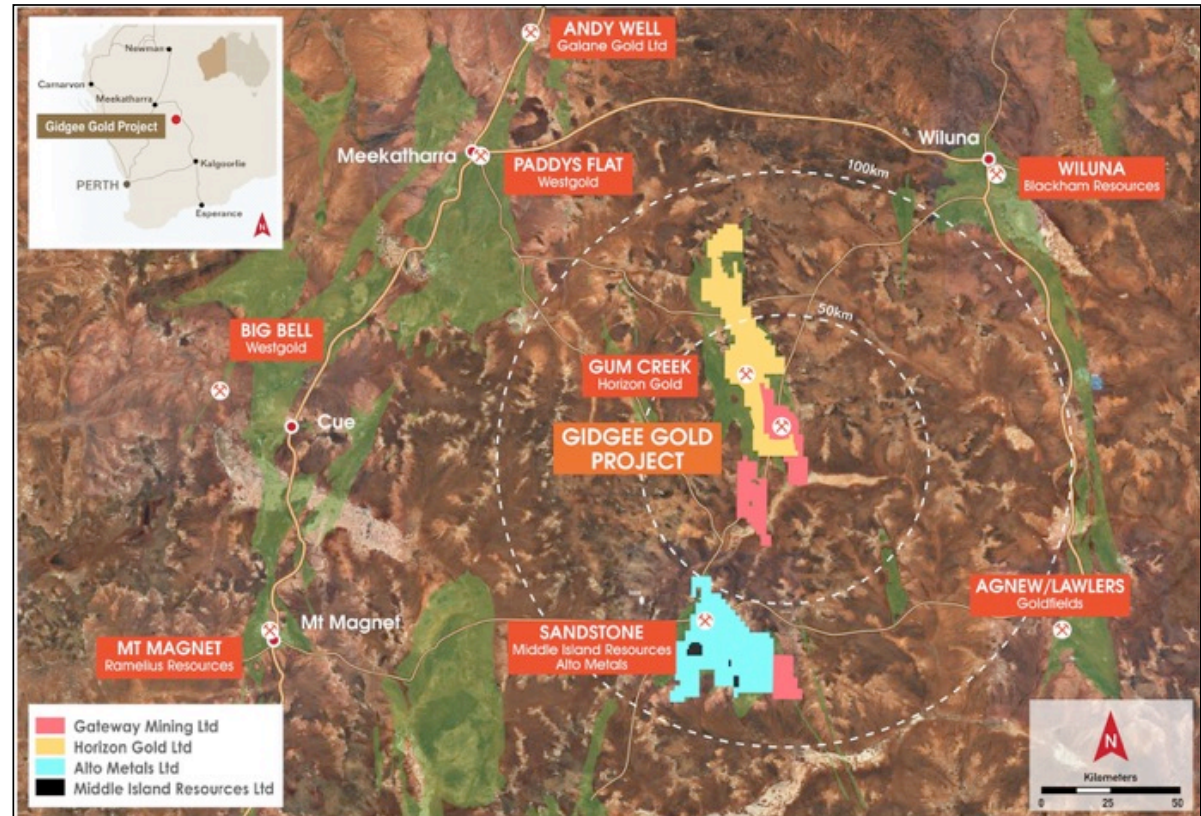 Newman
Carnarvon
Meekatharra
Gidgee Gold Project
Kalgoorlie
PERTH
Esperance
N
ANDY WELL
Galane Gold Ltd
Meekatharra
PADDYS FLAT
Westgold
Wiluna
WILUNA
Blackham Resources
100km
50km
BIG BELL
Westgold
GUM CREEK
Horizon Gold
Cue
GIDGEE GOLD
PROJECT
AGNEW/LAWLERS
Goldfields
Mt Magnet
MT MAGNET
Ramelius Resources
SANDSTONE
Middle Island Resources
Alto Metals
Gateway Mining Ltd
Horizon Gold Ltd
Alto Metals Ltd
Middle Island Resources Ltd
N
Kilometers
0 25 50